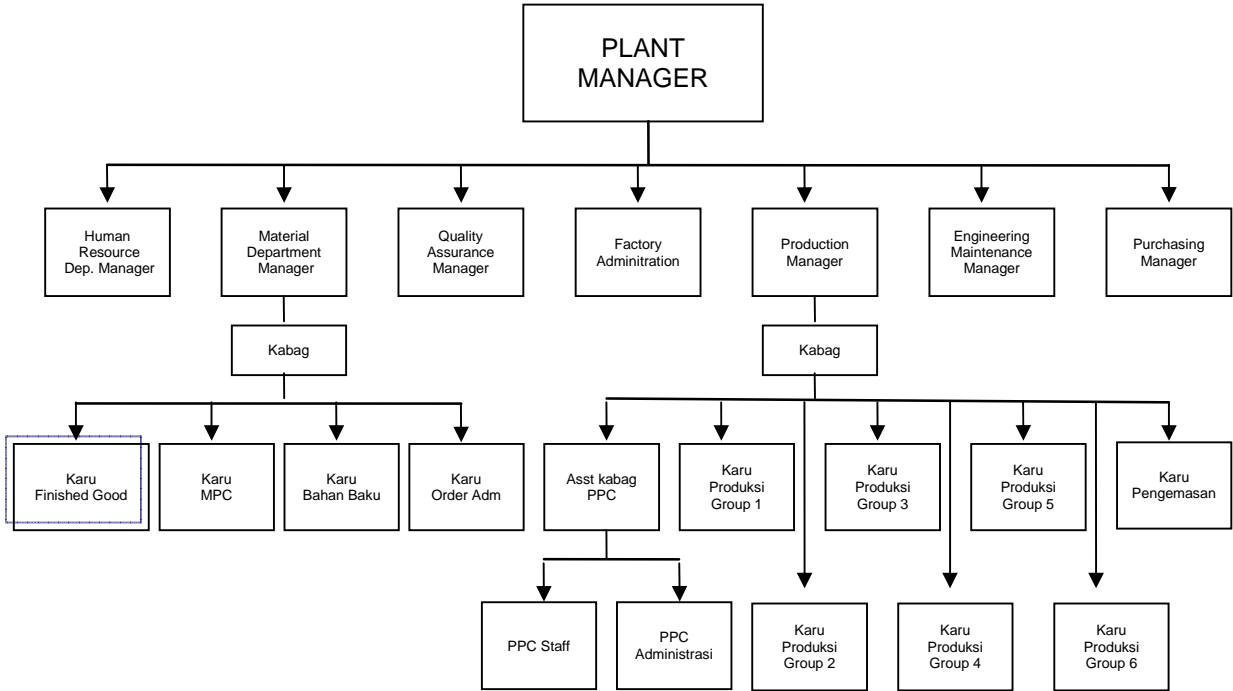 PLANT
MANAGER
Human
Resource
Dep. Manager
Material
Department
Manager
Quality
Assurance
Manager
Factory
Adminitration
Production
Manager
Engineering
Maintenance
Manager
Purchasing
Manager
Kabag
Kabag
Karu
Finished Good
Karu
MPC
Karu
Bahan Baku
Karu
Order Adm
Asst kabag
PPC
Karu
Produksi
Group 1
Karu
Produksi
Group 3
Karu
Produksi
Group 5
Karu
Pengemasan
PPC Staff
PPC
Administrasi
Karu
Produksi
Group 2
Karu
Produksi
Group 4
Karu
Produksi
Group 6